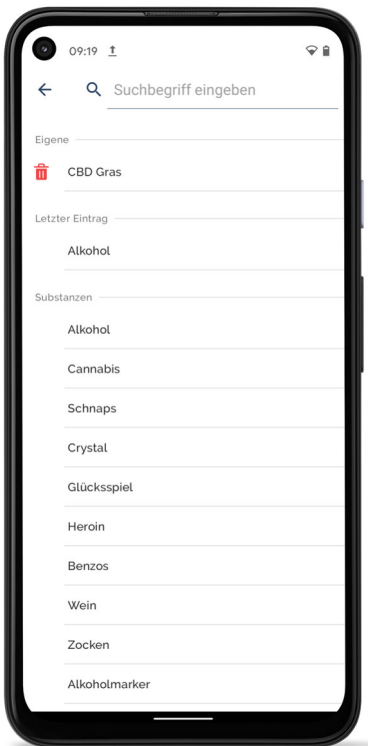 09:19
Suchbegriff eingeben
Eigene
CBD Gras
Letzter Eintrag
Alkohol
Substanzen
Alkohol
Cannabis
Schnaps
Crystal
Glücksspiel
Heroin
Benzos
Wein
Zocken
Alkoholmarker